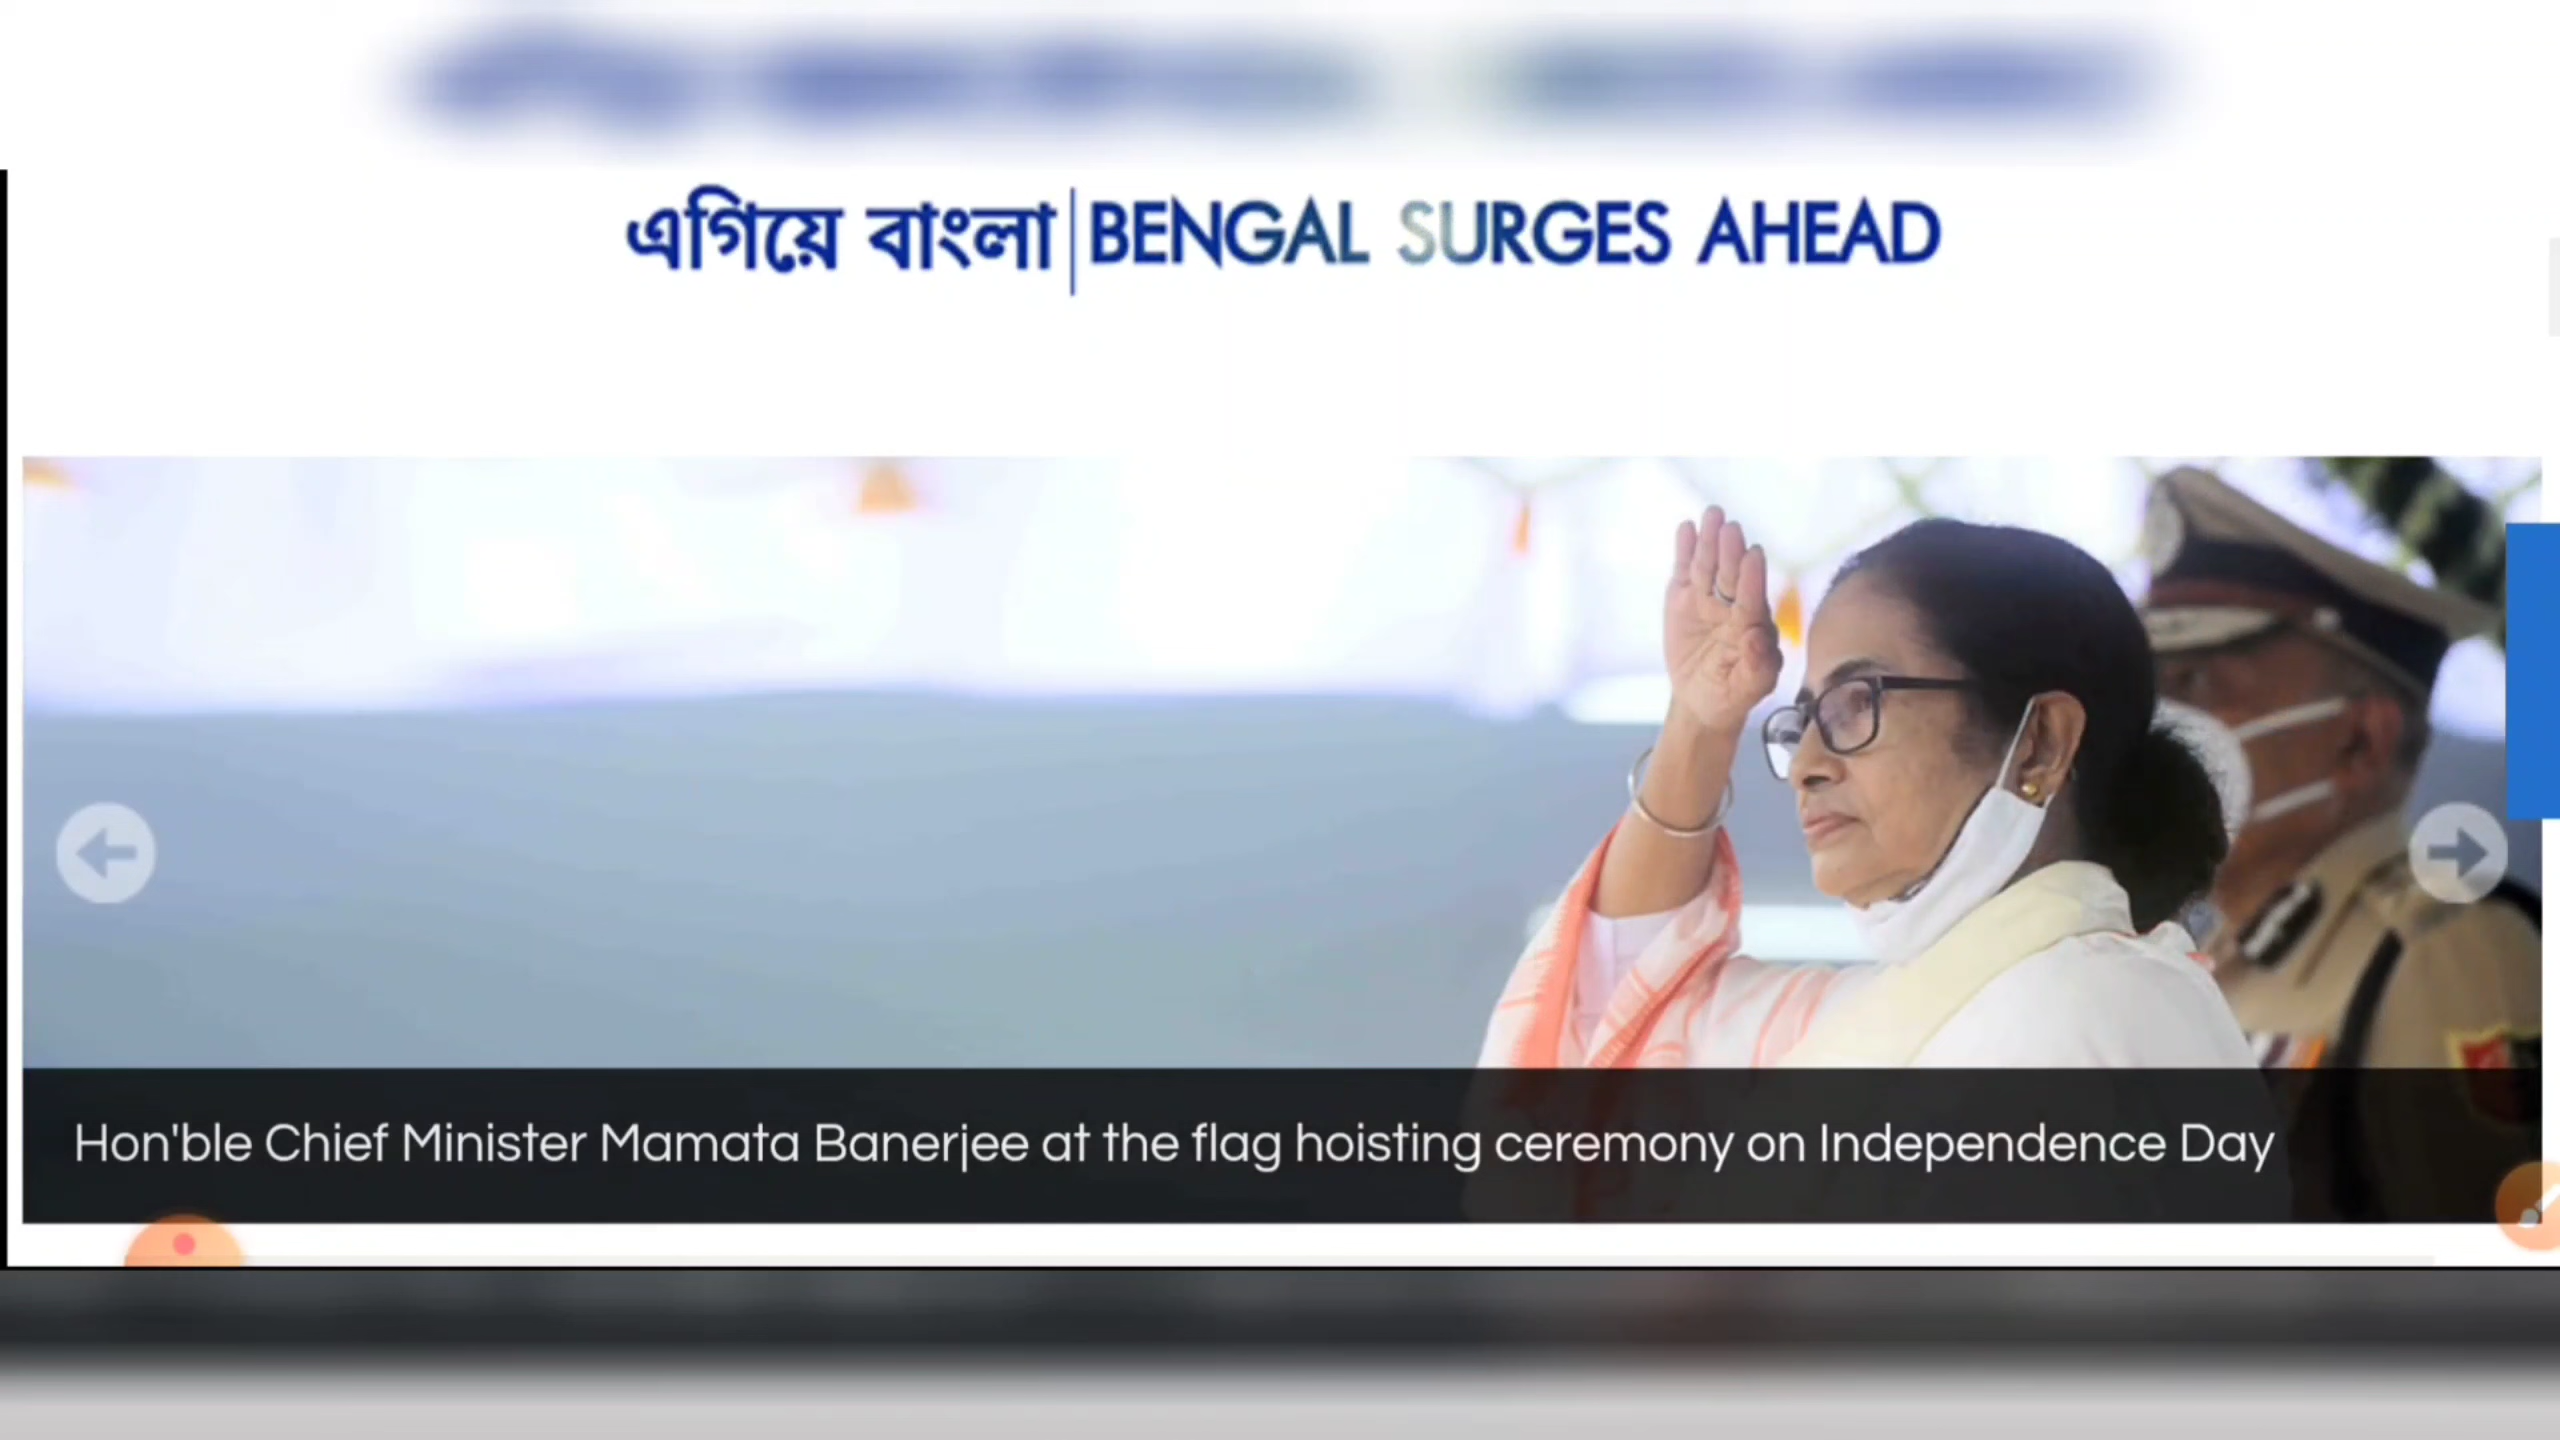 এগিয়ে বাংলা BENGAL SURGES AHEAD
Hon'ble Chief Minister Mamata Banerjee at the flag hoisting ceremony on Independence Day